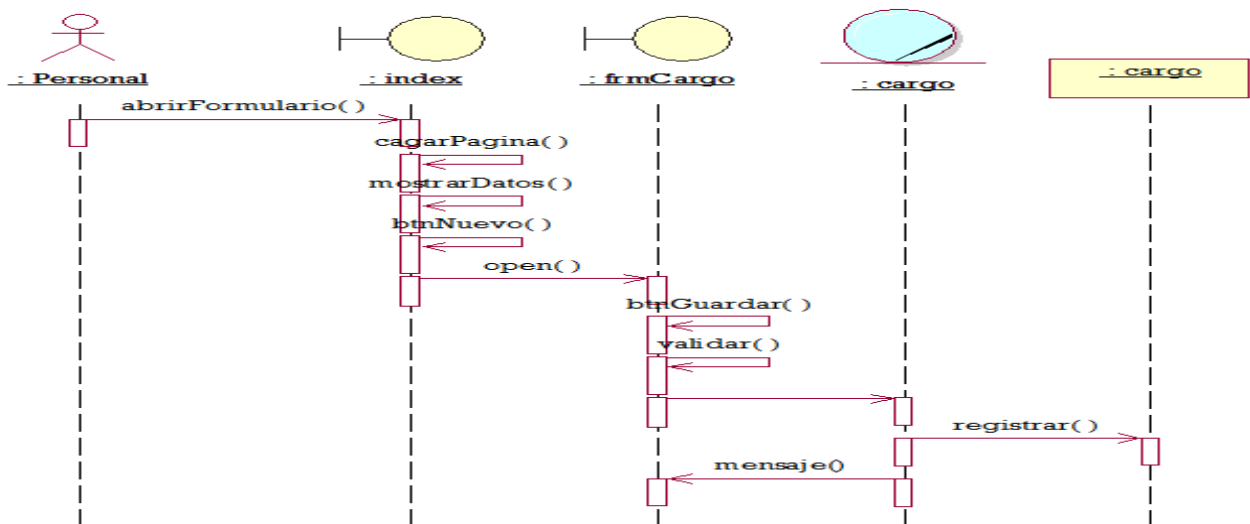 : Personal
: index
: frmCargo
: cargo
: cargo
abrirFormulario( )
cagarPagina( )
mostrarDatos( )
btnNuevo( )
open( )
btnGuardar( )
validar( )
registrar( )
mensaje()